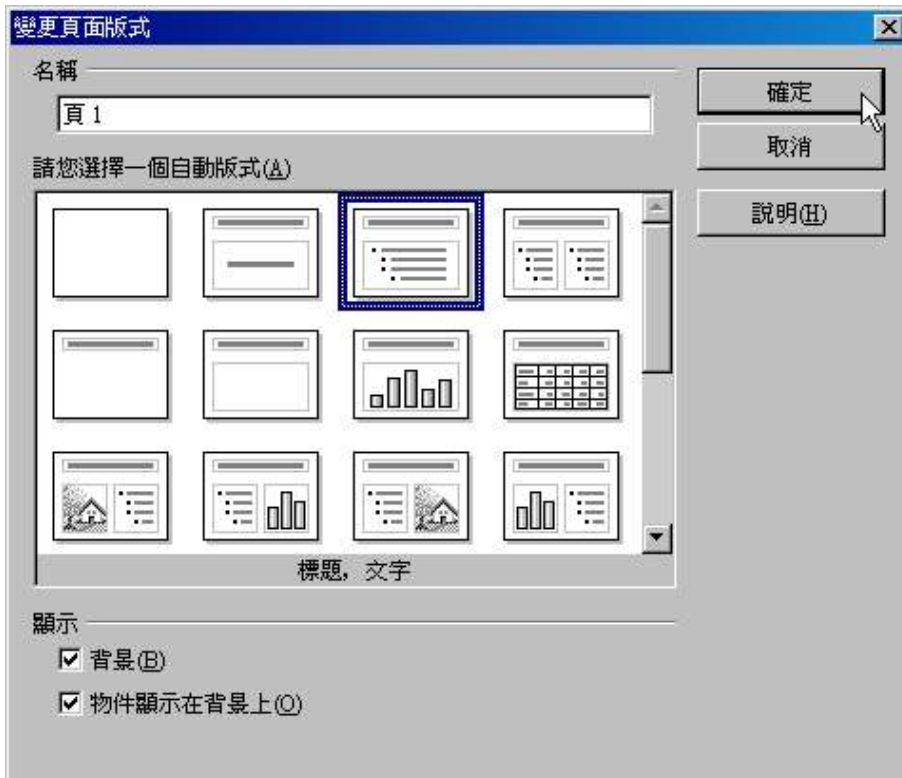 變更頁面版式
名稱
頁 1
確定
取消
說明(H)
請您選擇一個自動版式(A)
標題, 文字
顯示
背景(B)
物件顯示在背景上(O)